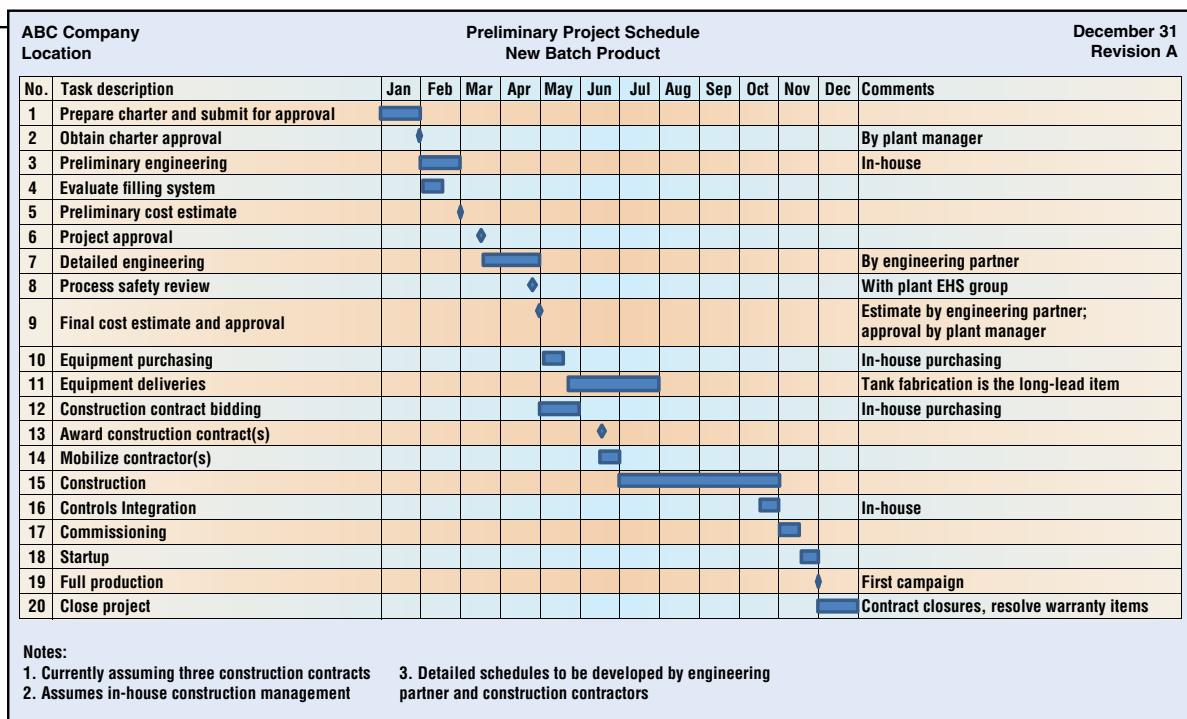 ABC Company Preliminary Project Schedule December 31
Location New Batch Product Revision A
No. Task description Jan Feb Mar Apr May Jun Jul Aug Sep Oct Nov Dec Comments
1 Prepare charter and submit for approval
2 Obtain charter approval By plant manager
3 Preliminary engineering In-house
4 Evaluate filling system
5 Preliminary cost estimate
6 Project approval
7 Detailed engineering By engineering partner
8 Process safety review With plant EHS group
9 Final cost estimate and approval Estimate by engineering partner;
approval by plant manager
10 Equipment purchasing In-house purchasing
11 Equipment deliveries Tank fabrication is the long-lead item
12 Construction contract bidding In-house purchasing
13 Award construction contract(s)
14 Mobilize contractor(s)
15 Construction
16 Controls Integration In-house
17 Commissioning
18 Startup
19 Full production First campaign
20 Close project Contract closures, resolve warranty items
Notes:
1. Currently assuming three construction contracts
2. Assumes in-house construction management
3. Detailed schedules to be developed by engineering
partner and construction contractors